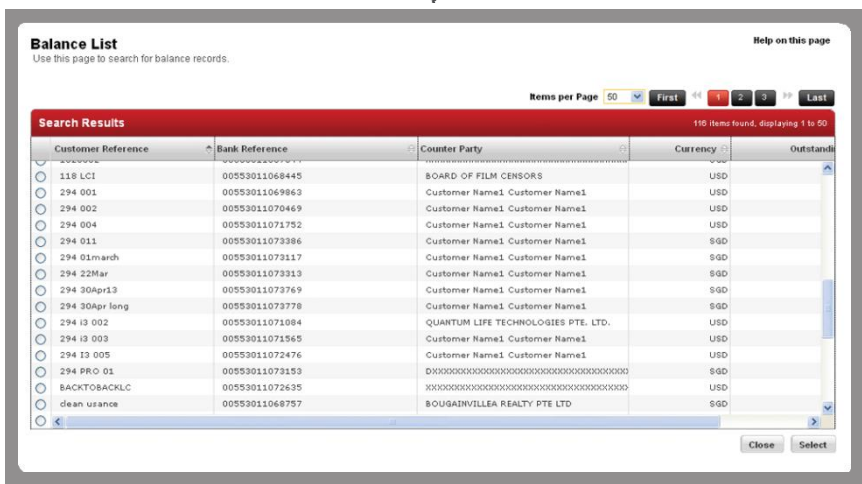 Balance List
Help on this page
Use this page to search for balance records.
Items per Page 50 First 1 2 3 Last
Search Results 116 items found, displaying 1 to 50
Customer Reference Bank Reference Counter Party Currency Outstandi
118 LCI 00553011068445 BOARD OF FILM CENSORS USD
294 001 00553011069863 Customer Name1 Customer Name1 USD
294 002 00553011070469 Customer Name1 Customer Name1 USD
294 004 00553011071752 Customer Name1 Customer Name1 USD
294 011 00553011073386 Customer Name1 Customer Name1 SGD
294 01march 00553011073117 Customer Name1 Customer Name1 SGD
294 22Mar 00553011073313 Customer Name1 Customer Name1 SGD
294 30Apr13 00553011073769 Customer Name1 Customer Name1 SGD
294 30Apr long 00553011073778 Customer Name1 Customer Name1 SGD
294 i3 002 00553011071084 QUANTUM LIFE TECHNOLOGIES PTE. LTD. USD
294 i3 003 00553011071565 Customer Name1 Customer Name1 USD
294 I3 005 00553011072476 Customer Name1 Customer Name1 USD
294 PRO 01 00553011073153 SGD
BACKTOBACKLC 00553011072635 USD
clean usance 00553011068757 BOUGAINVILLEA REALTY PTE LTD SGD
Close Select